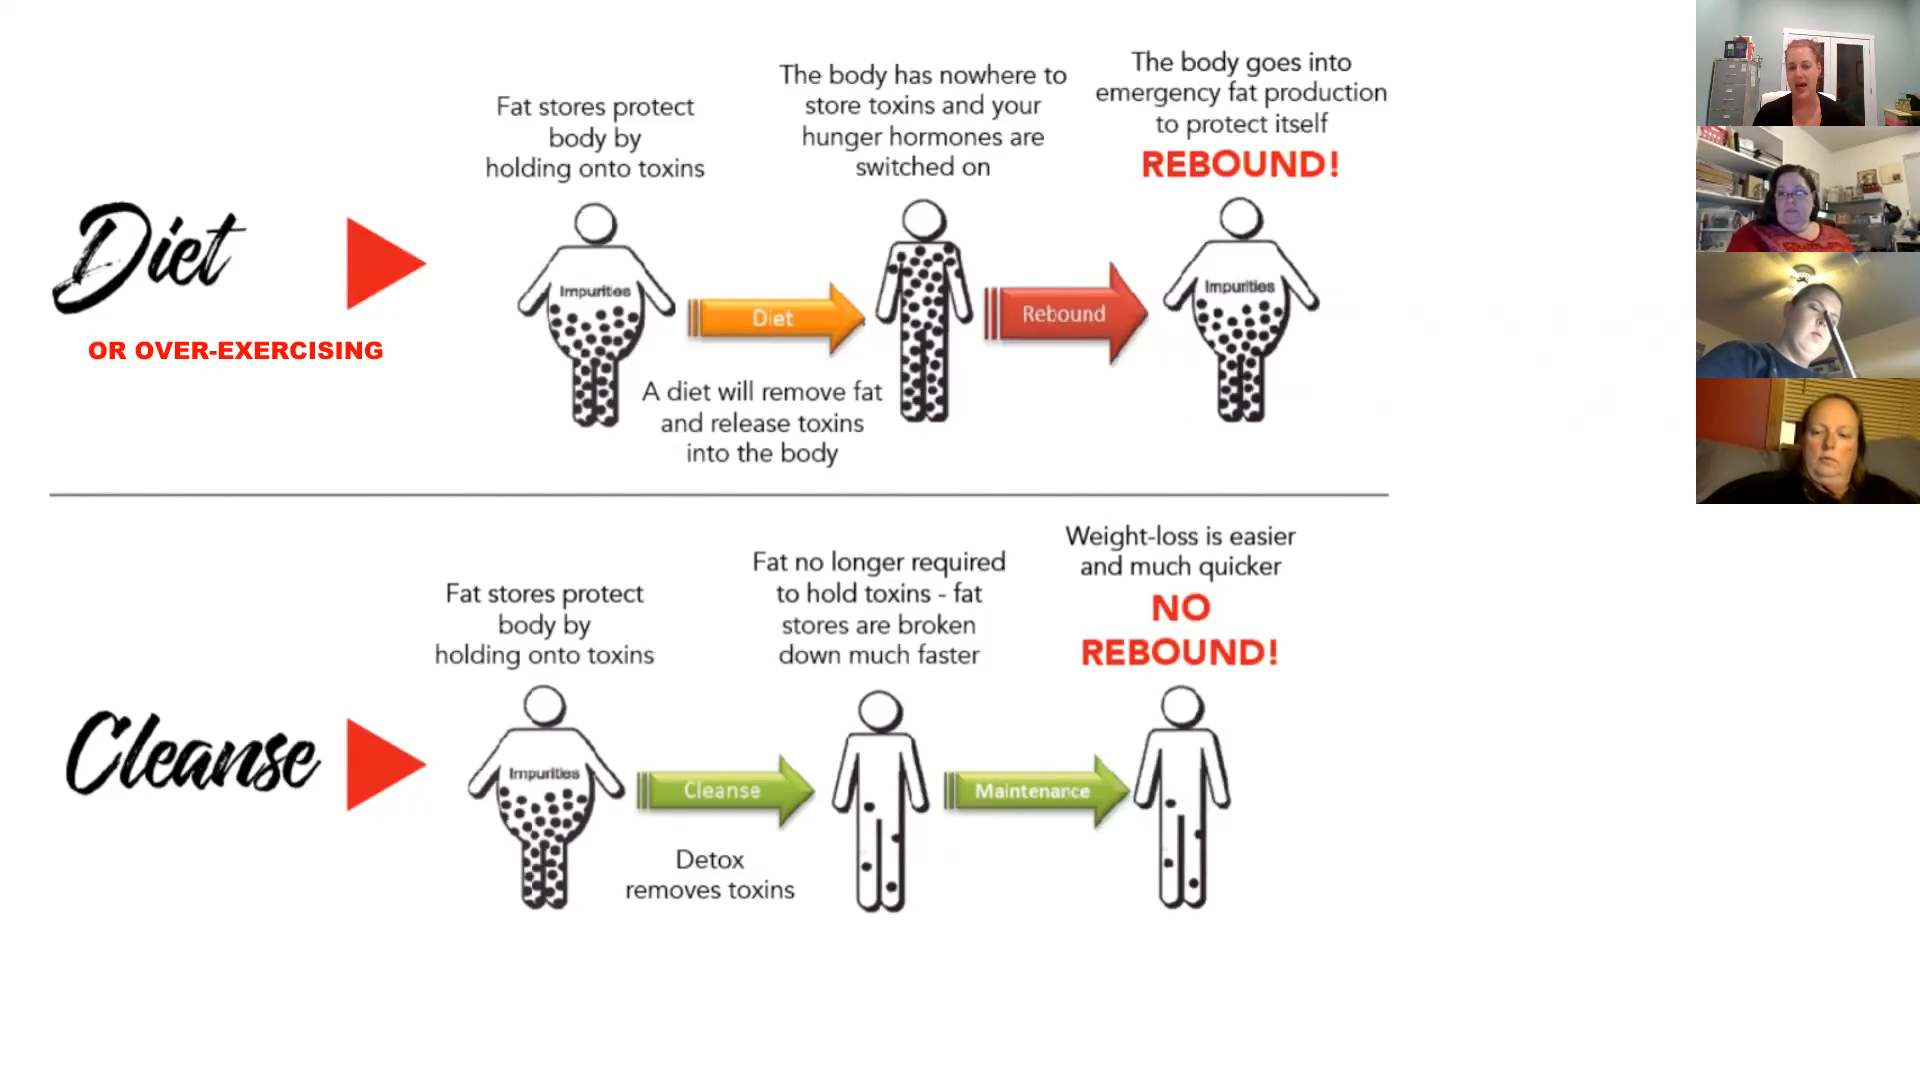 Diet
OR OVER-EXERCISING
Fat stores protect
body by
holding onto toxins
Impurities
Diet
A diet will remove fat
and release toxins
into the body
The body has nowhere to
store toxins and your
hunger hormones are
switched on
Rebound
The body goes into
emergency fat production
to protect itself
REBOUND!
Impurities
Cleanse
Fat stores protect
body by
holding onto toxins
Impurities
Cleanse
Detox
removes toxins
Fat no longer required
to hold toxins - fat
stores are broken
down much faster
Maintenance
Weight-loss is easier
and much quicker
NO
REBOUND!